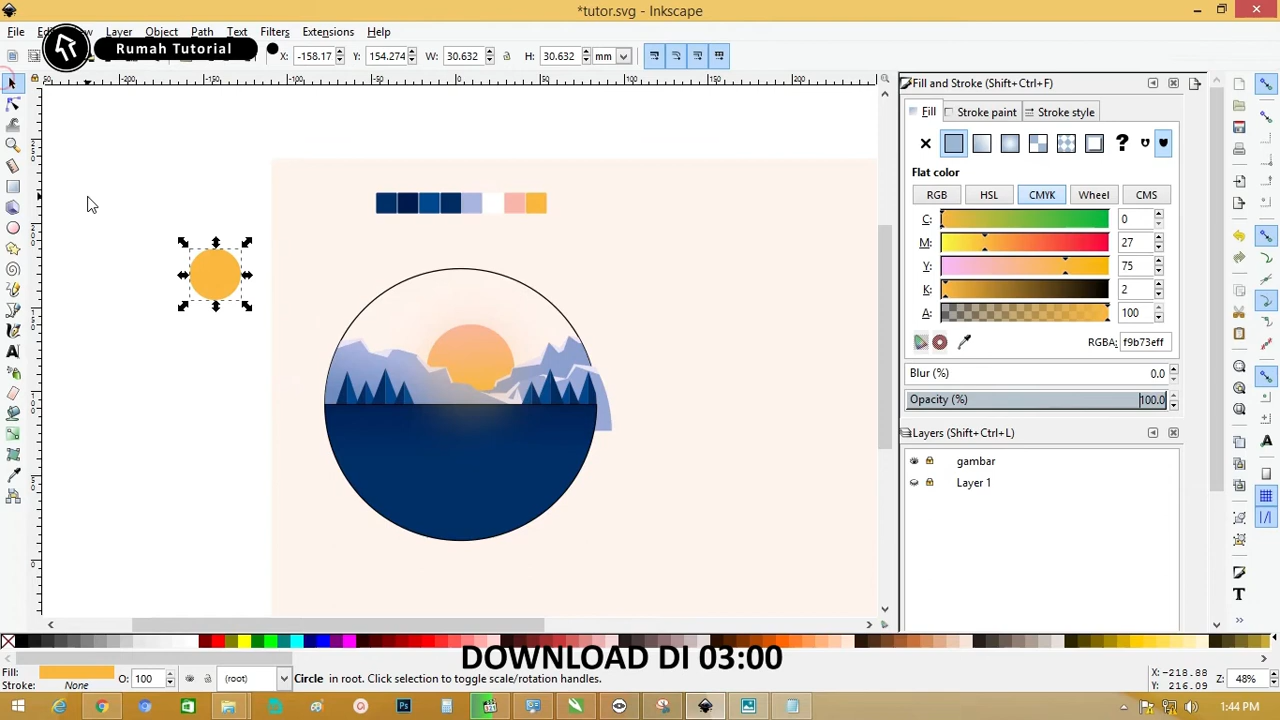 *tutor.svg - Inkscape
File
Layer Object Path Text Filters Extensions Help
Rumah Tutorial
X: -158.17 Y: 154.274 W: 30.632 H: 30.632 mm
Fill and Stroke (Shift+Ctrl+F)
Fill Stroke paint Stroke style
?
Flat color
RGB HSL CMYK Wheel CMS
C: 0
M: 27
Y: 75
K: 2
A: 100
RGBA: f9b73eff
Blur (%) 0.0
Opacity (%) 100.0
Layers (Shift+Ctrl+L)
gambar
Layer 1
DOWNLOAD DI 03:00
Fill:
Stroke: None
O: 100
(root)
Circle in root. Click selection to toggle scale/rotation handles.
X: -218.88
Y: 216.09
Z: 48%
1:44 PM